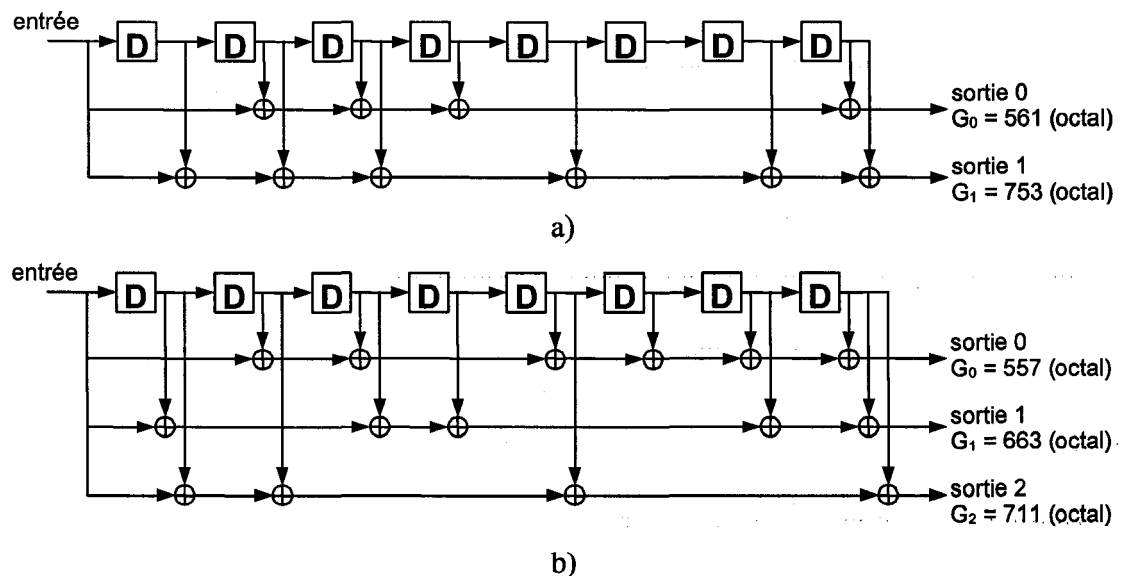 entrée
D D D D D D D D
sortie 0
G₀ = 561 (octal)
sortie 1
G₁ = 753 (octal)
a)
entrée
D D D D D D D D
sortie 0
G₀ = 557 (octal)
sortie 1
G₁ = 663 (octal)
sortie 2
G₂ = 711 (octal)
b)